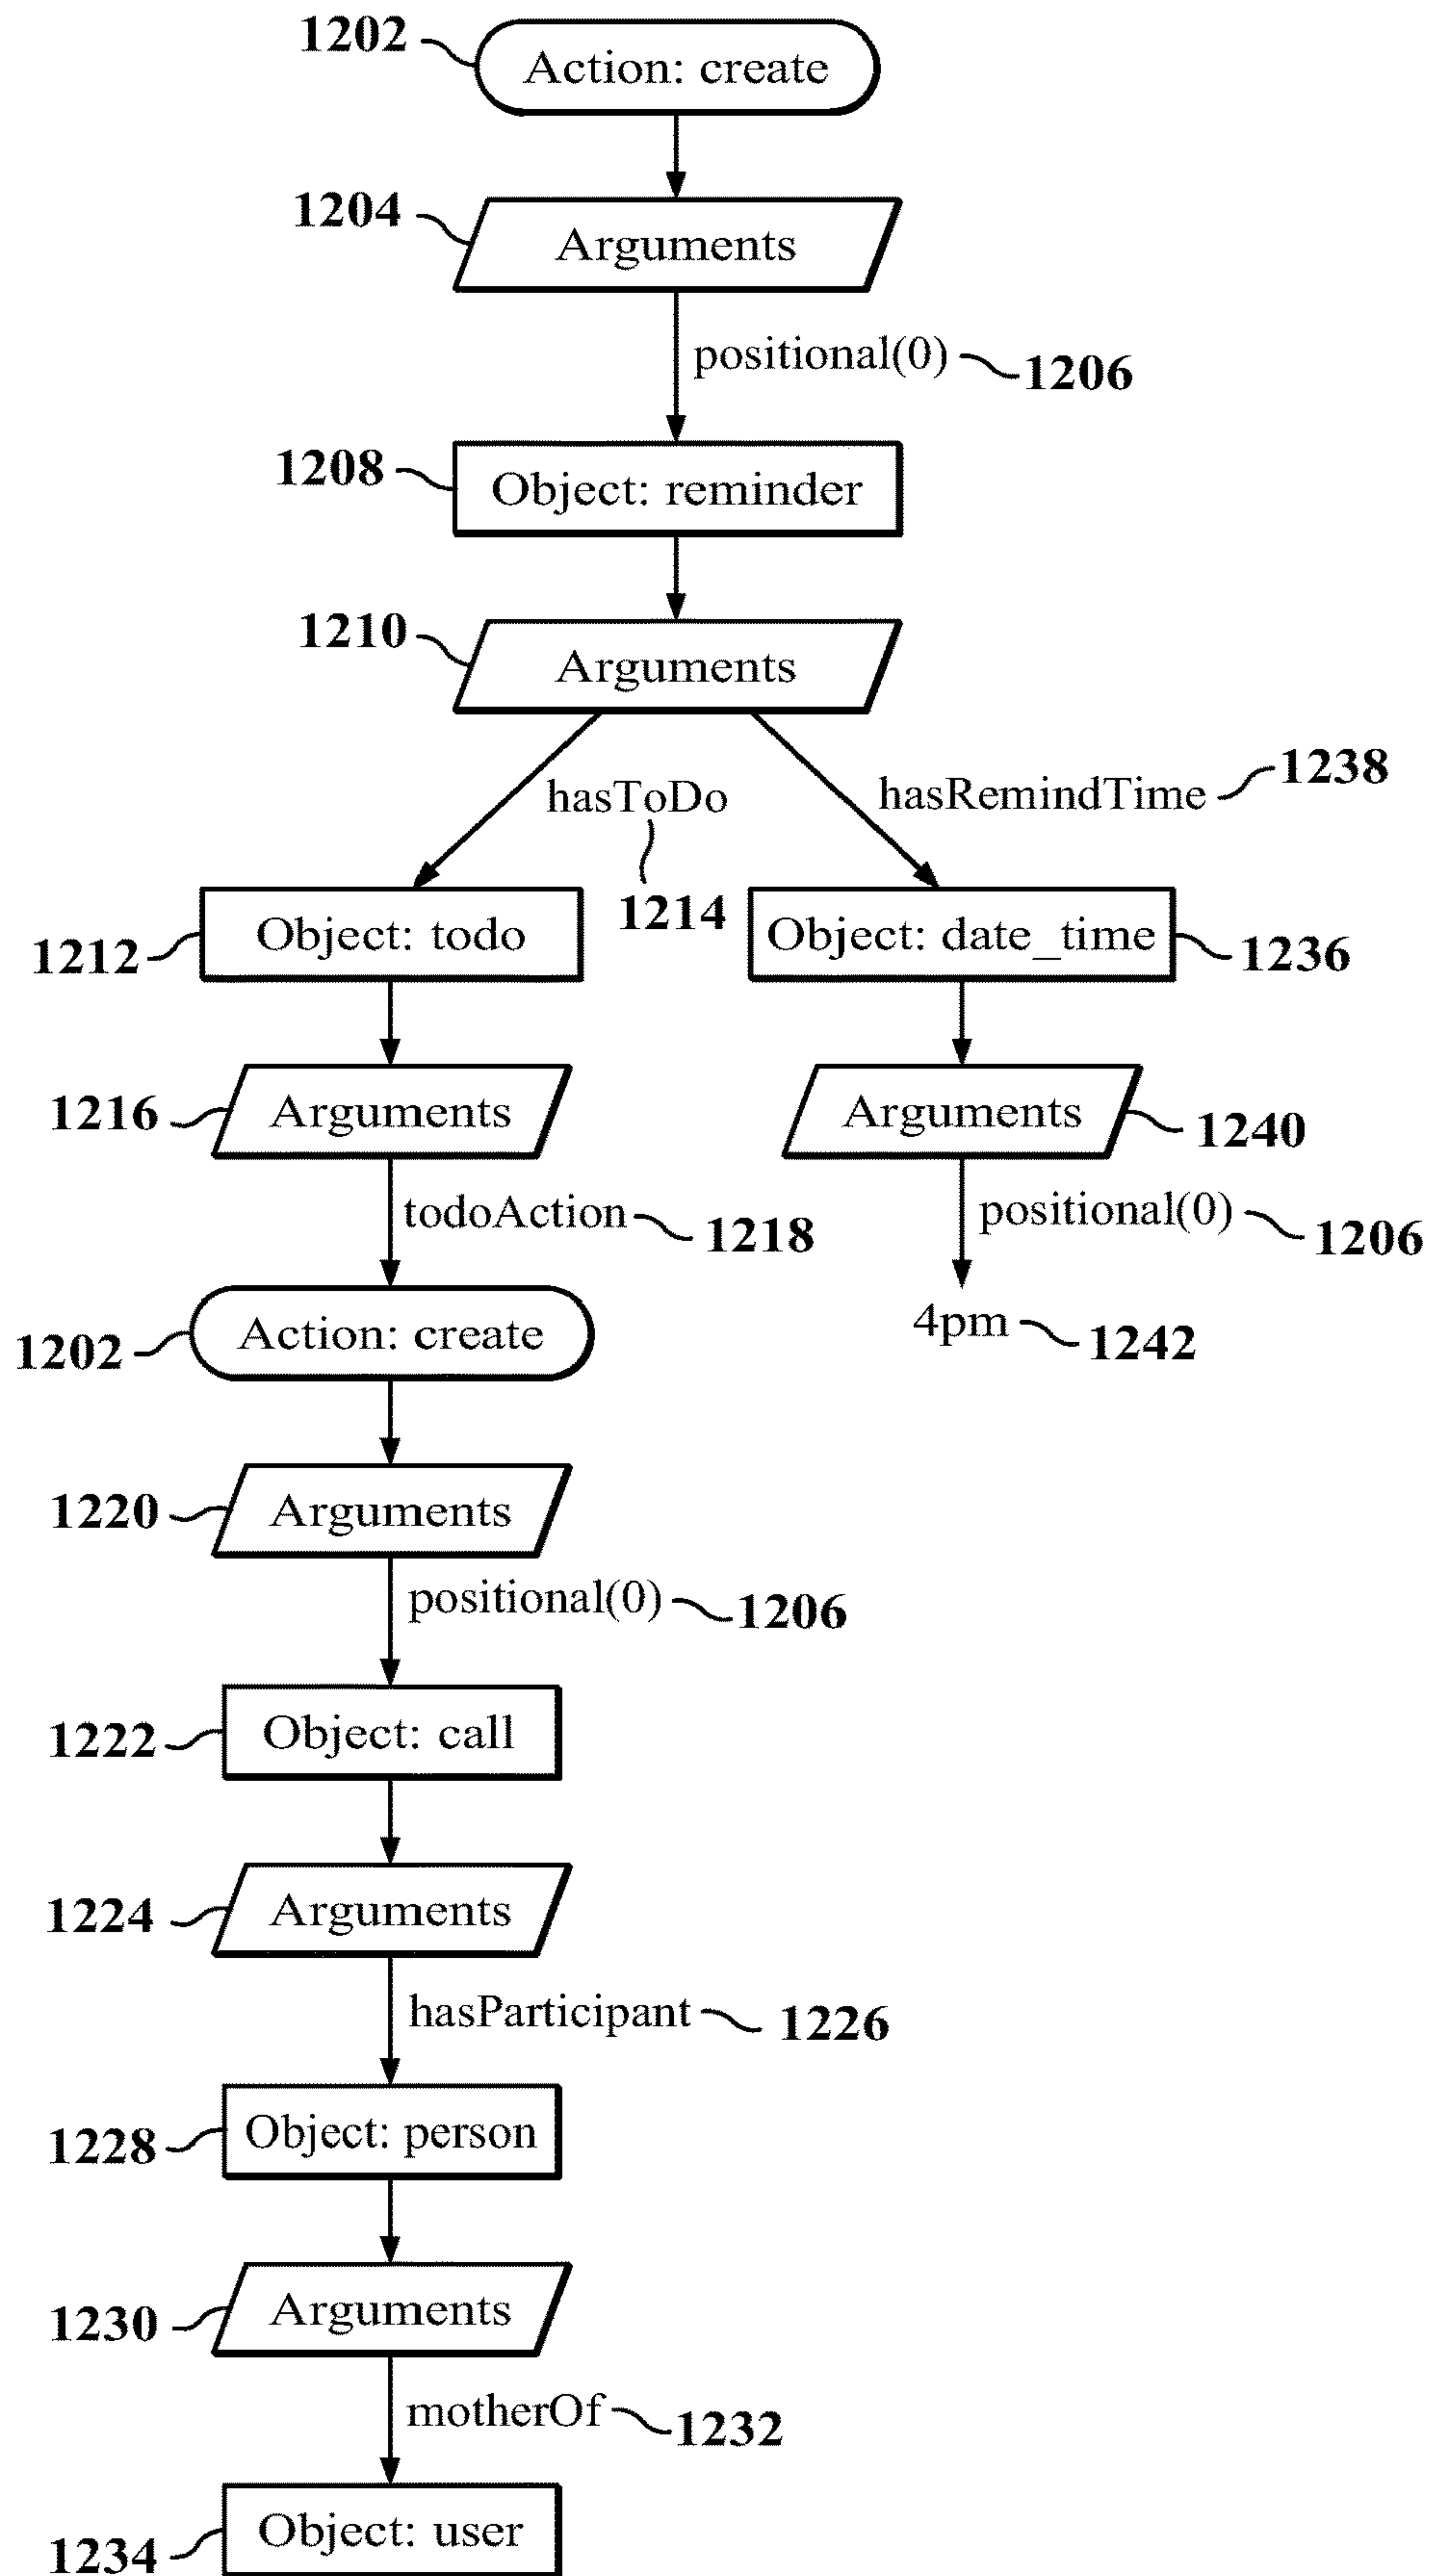 1202
Action: create
1204
Arguments
positional(0)
1206
1208
Object: reminder
1210
Arguments
hasToDo
1214
hasRemindTime
1238
1212
Object: todo
Object: date_time
1236
1216
Arguments
Arguments
1240
todoAction
1218
positional(0)
1206
1202
Action: create
4pm
1242
1220
Arguments
positional(0)
1206
1222
Object: call
1224
Arguments
hasParticipant
1226
1228
Object: person
1230
Arguments
motherOf
1232
1234
Object: user